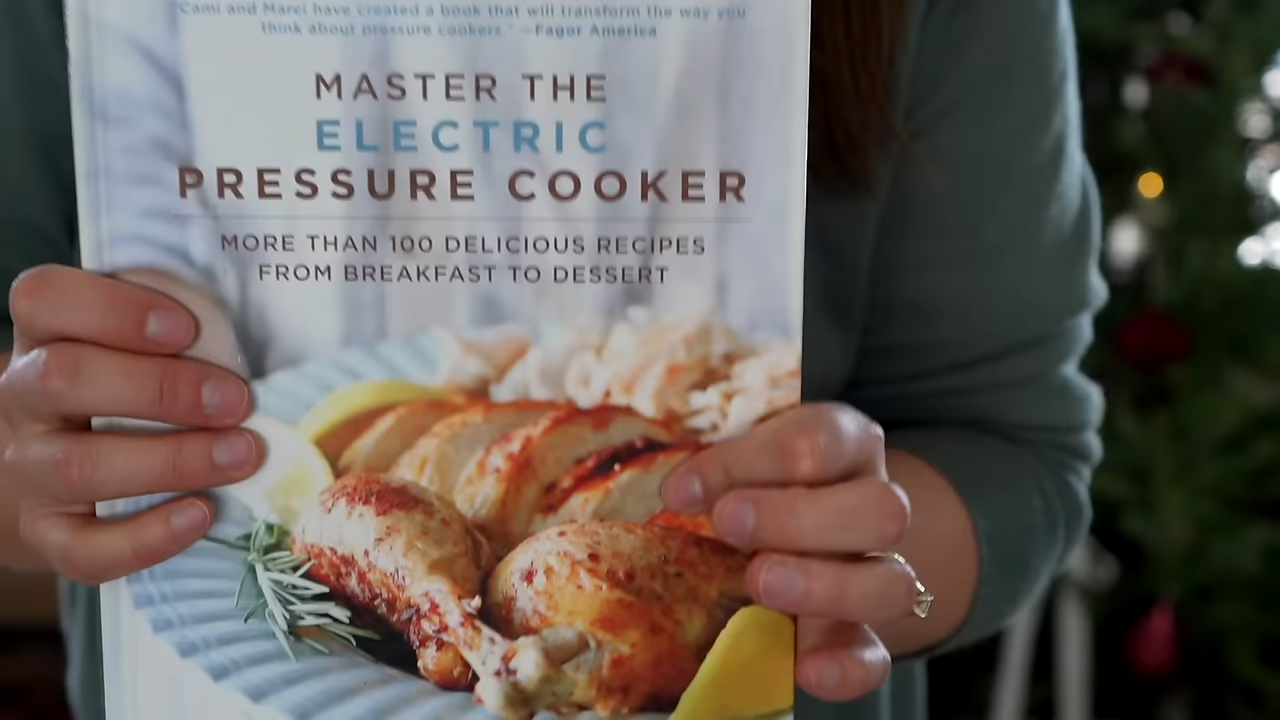 "Cami and Marci have created a book that will transform the way you
think about pressure cookers." —Fagor America
MASTER THE
ELECTRIC
PRESSURE COOKER
MORE THAN 100 DELICIOUS RECIPES
FROM BREAKFAST TO DESSERT